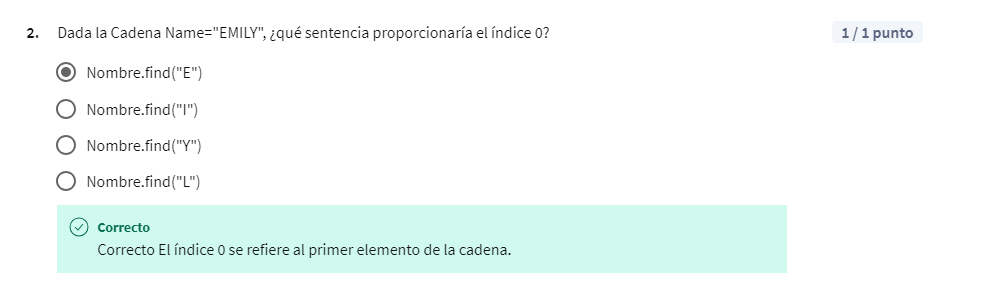 2. Dada la Cadena Name="EMILY", ¿qué sentencia proporcionaría el índice 0?
1 / 1 punto
Nombre.find("E")
Nombre.find("I")
Nombre.find("Y")
Nombre.find("L")
Correcto
Correcto El índice 0 se refiere al primer elemento de la cadena.